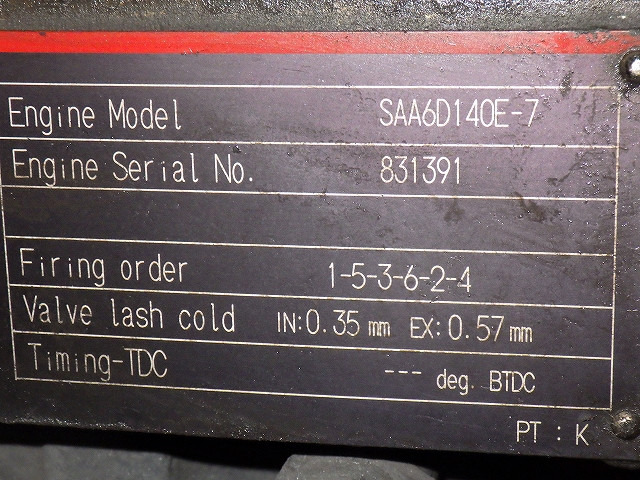 Engine Model SAA6D140E-7
Engine Serial No. 831391
Firing order 1-5-3-6-2-4
Valve lash cold IN:0.35 mm EX:0.57 mm
Timing-TDC --- deg. BTDC
PT : K